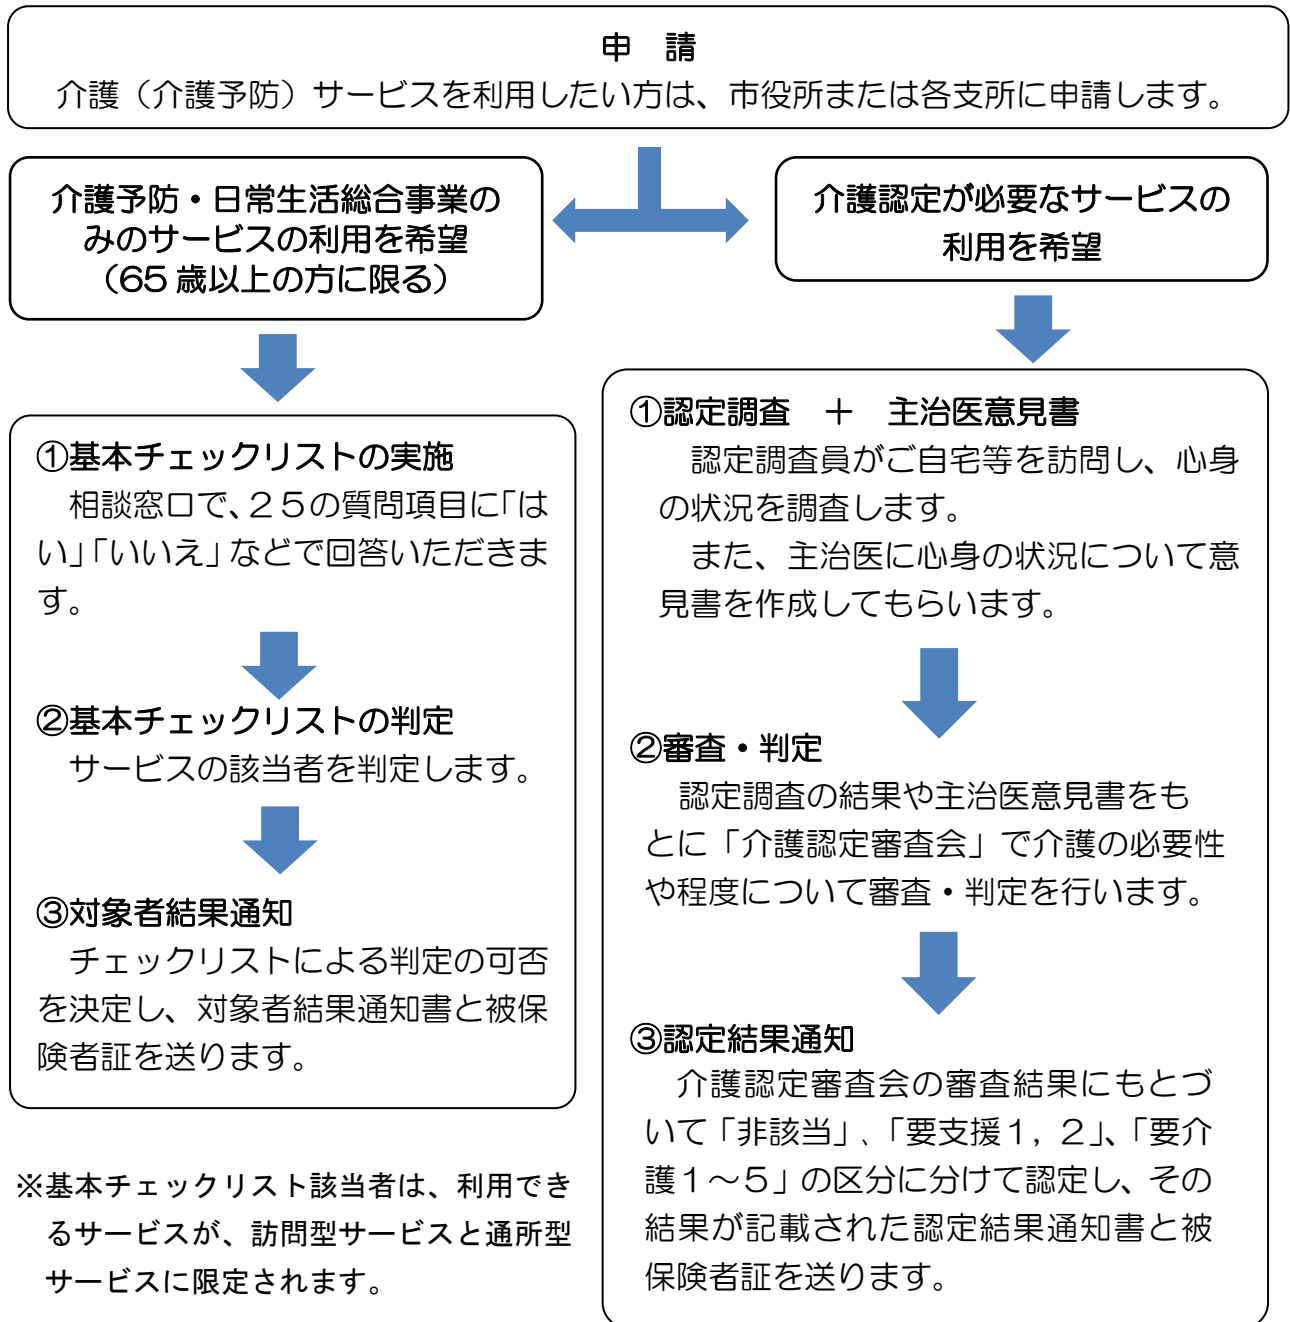 申　請
介護（介護予防）サービスを利用したい方は、市役所または各支所に申請します。
介護予防・日常生活総合事業の
みのサービスの利用を希望
（65歳以上の方に限る）
①基本チェックリストの実施
相談窓口で、２５の質問項目に「は
い」「いいえ」などで回答いただきま
す。
②基本チェックリストの判定
サービスの該当者を判定します。
③対象者結果通知
チェックリストによる判定の可否
を決定し、対象者結果通知書と被保
険者証を送ります。
※基本チェックリスト該当者は、利用でき
るサービスが、訪問型サービスと通所型
サービスに限定されます。
介護認定が必要なサービスの
利用を希望
①認定調査　＋　主治医意見書
認定調査員がご自宅等を訪問し、心身
の状況を調査します。
また、主治医に心身の状況について意
見書を作成してもらいます。
②審査・判定
認定調査の結果や主治医意見書をも
とに「介護認定審査会」で介護の必要性
や程度について審査・判定を行います。
③認定結果通知
介護認定審査会の審査結果にもとづ
いて「非該当」、「要支援１，２」、「要介
護１～５」の区分に分けて認定し、その
結果が記載された認定結果通知書と被
保険者証を送ります。